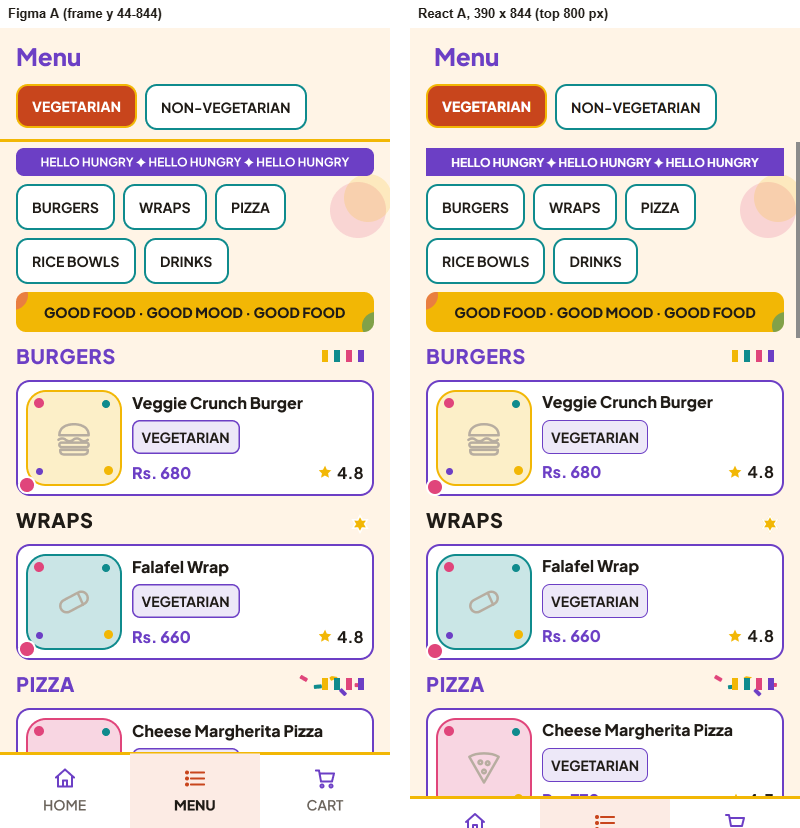 Figma A (frame y 44-844)
Menu
VEGETARIAN
NON-VEGETARIAN
HELLO HUNGRY ✦ HELLO HUNGRY ✦ HELLO HUNGRY
BURGERS
WRAPS
PIZZA
RICE BOWLS
DRINKS
GOOD FOOD · GOOD MOOD · GOOD FOOD
BURGERS
Veggie Crunch Burger
VEGETARIAN
Rs. 680
4.8
WRAPS
Falafel Wrap
VEGETARIAN
Rs. 660
4.8
PIZZA
Cheese Margherita Pizza
HOME
MENU
CART
React A, 390 x 844 (top 800 px)
Menu
VEGETARIAN
NON-VEGETARIAN
HELLO HUNGRY ✦ HELLO HUNGRY ✦ HELLO HUNGRY
BURGERS
WRAPS
PIZZA
RICE BOWLS
DRINKS
GOOD FOOD · GOOD MOOD · GOOD FOOD
BURGERS
Veggie Crunch Burger
VEGETARIAN
Rs. 680
4.8
WRAPS
Falafel Wrap
VEGETARIAN
Rs. 660
4.8
PIZZA
Cheese Margherita Pizza
VEGETARIAN